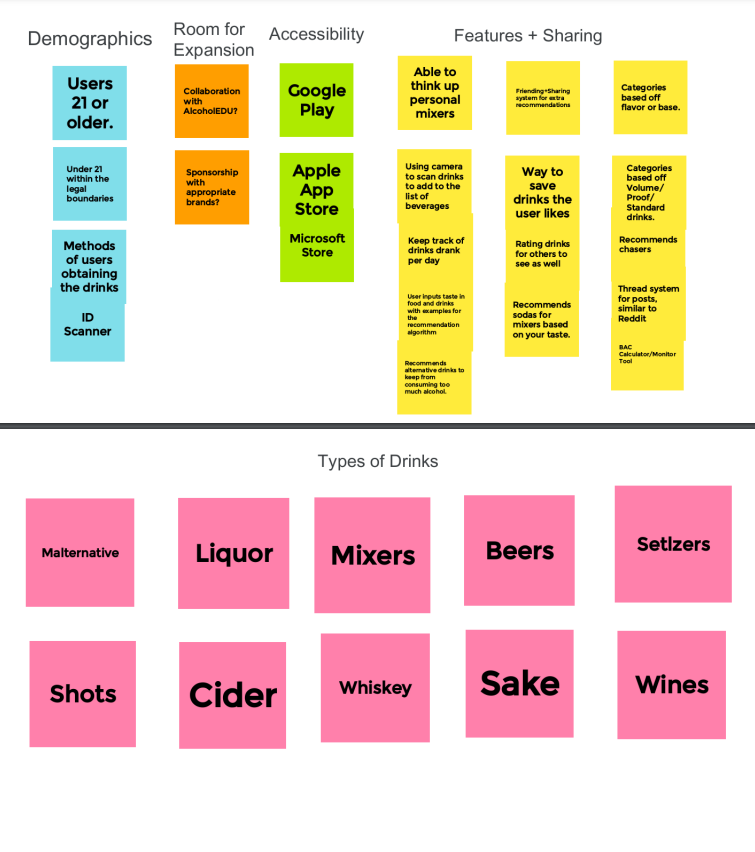 Demographics
Room for
Expansion
Accessibility
Features + Sharing
Users
21 or
older.
Under 21
within the
legal
boundaries
Methods
of users
obtaining
the drinks
ID
Scanner
Collaboration
with
AlcoholEDU?
Sponsorship
with
appropriate
brands?
Google
Play
Apple
App
Store
Microsoft
Store
Able to
think up
personal
mixers
Using camera
to scan drinks
to add to the
list of
beverages
Keep track of
drinks drank
per day
User inputs taste in
food and drinks
with examples for
the
recommendation
algorithm
Recommends
alternative drinks to
keep from
consuming too
much alcohol.
Friending+Sharing
system for extra
recommendations
Way to
save
drinks the
user likes
Rating drinks
for others to
see as well
Recommends
sodas for
mixers based
on your taste.
Categories
based off
flavor or base.
Categories
based off
Volume/
Proof/
Standard
drinks.
Recommends
chasers
Thread system
for posts,
similar to
Reddit
BAC
Calculator/Monitor
Tool
Types of Drinks
Malternative
Liquor
Mixers
Beers
Setlzers
Shots
Cider
Whiskey
Sake
Wines